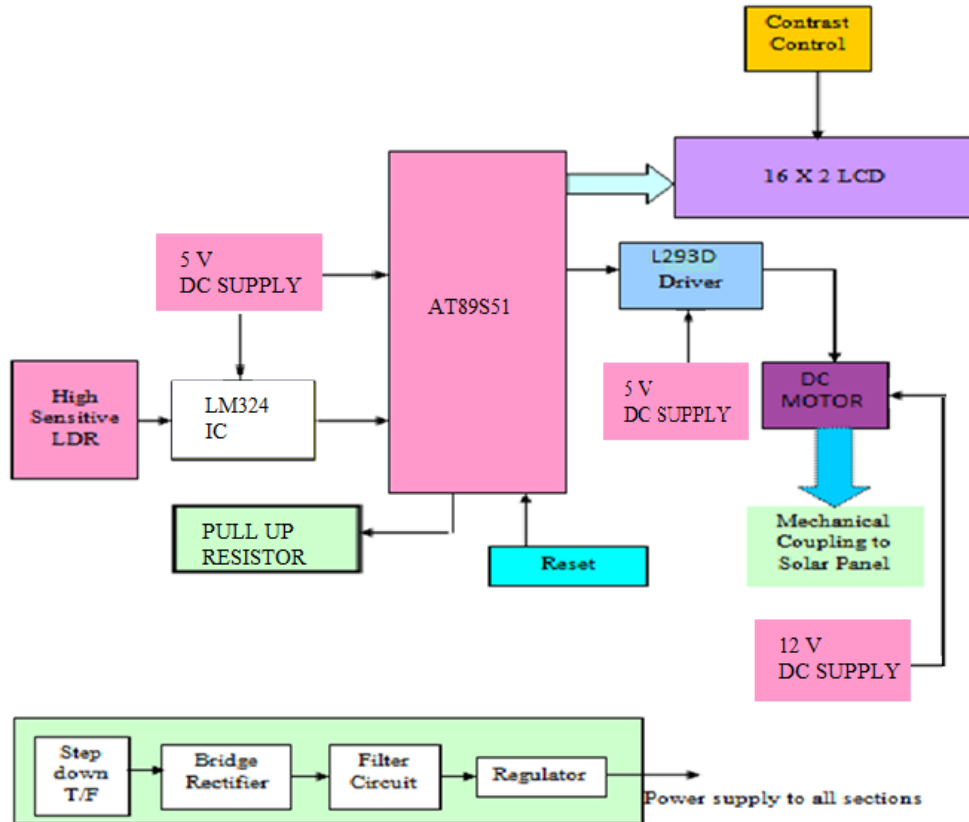 Contrast
Control
16 X 2 LCD
5 V
DC SUPPLY
AT89S51
L293D
Driver
High
Sensitive
LDR
LM324
IC
5 V
DC SUPPLY
DC
MOTOR
PULL UP
RESISTOR
Reset
Mechanical
Coupling to
Solar Panel
12 V
DC SUPPLY
Step
down
T/F
Bridge
Rectifier
Filter
Circuit
Regulator
Power supply to all sections